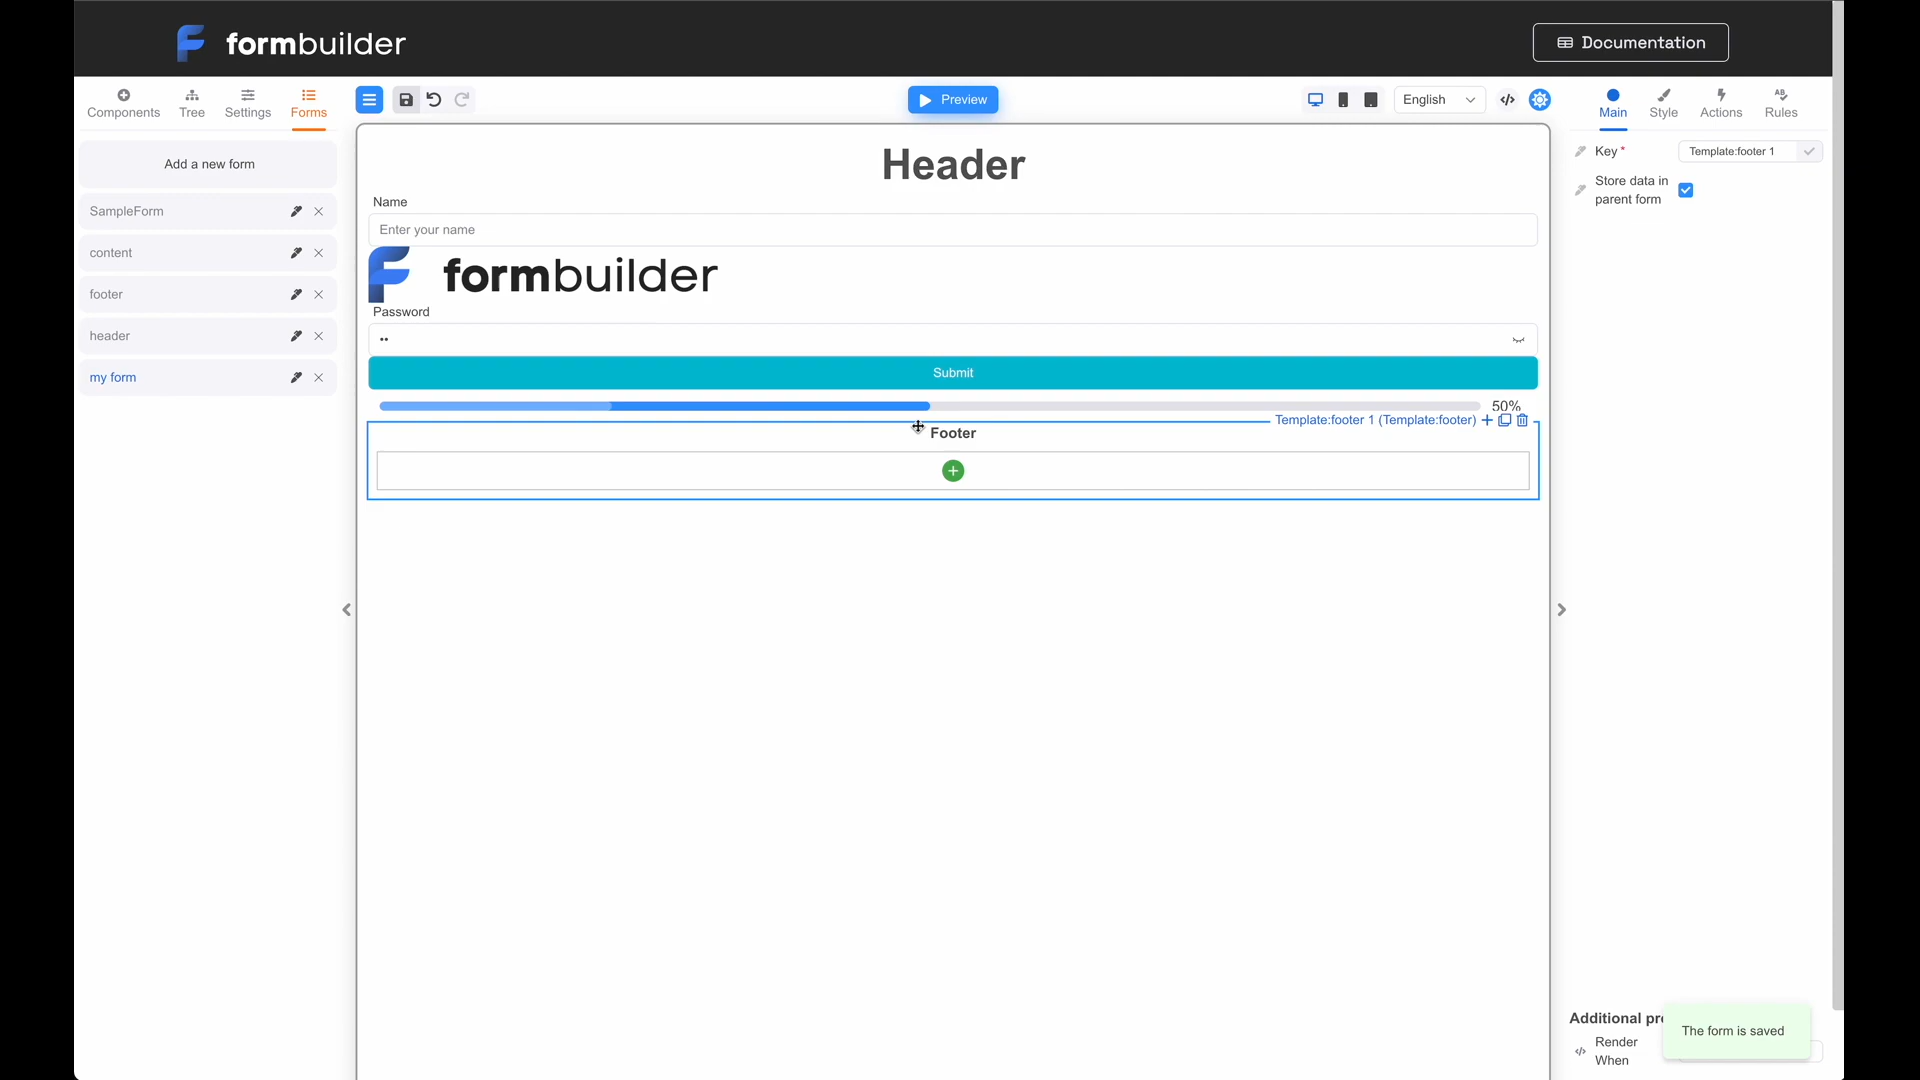 formbuilder
Documentation
Components
Tree
Settings
Forms
Preview
English
Main
Style
Actions
Rules
Add a new form
SampleForm
content
footer
header
my form
Header
Name
Enter your name
formbuilder
Password
Submit
50%
Template:footer 1 (Template:footer)
Footer
Key *
Template:footer 1
Store data in
parent form
Additional pr
Render
When
The form is saved